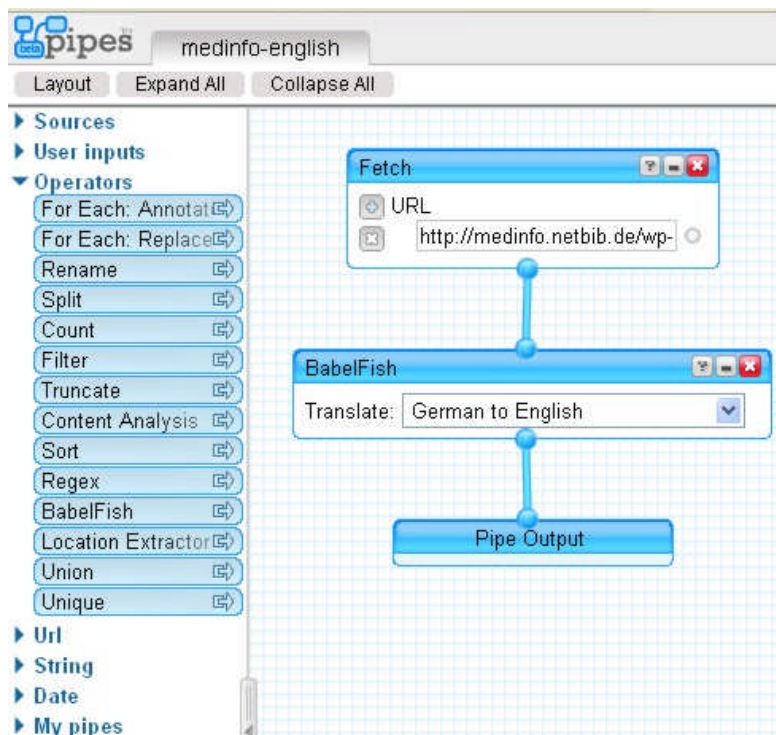 pipes
beta
medinfo-english
Layout Expand All Collapse All
Sources
User inputs
Operators
For Each: Annotat
For Each: Replace
Rename
Split
Count
Filter
Truncate
Content Analysis
Sort
Regex
BabelFish
Location Extractor
Union
Unique
Url
String
Date
My pipes
Fetch
URL
http://medinfo.netbib.de/wp-
BabelFish
Translate: German to English
Pipe Output